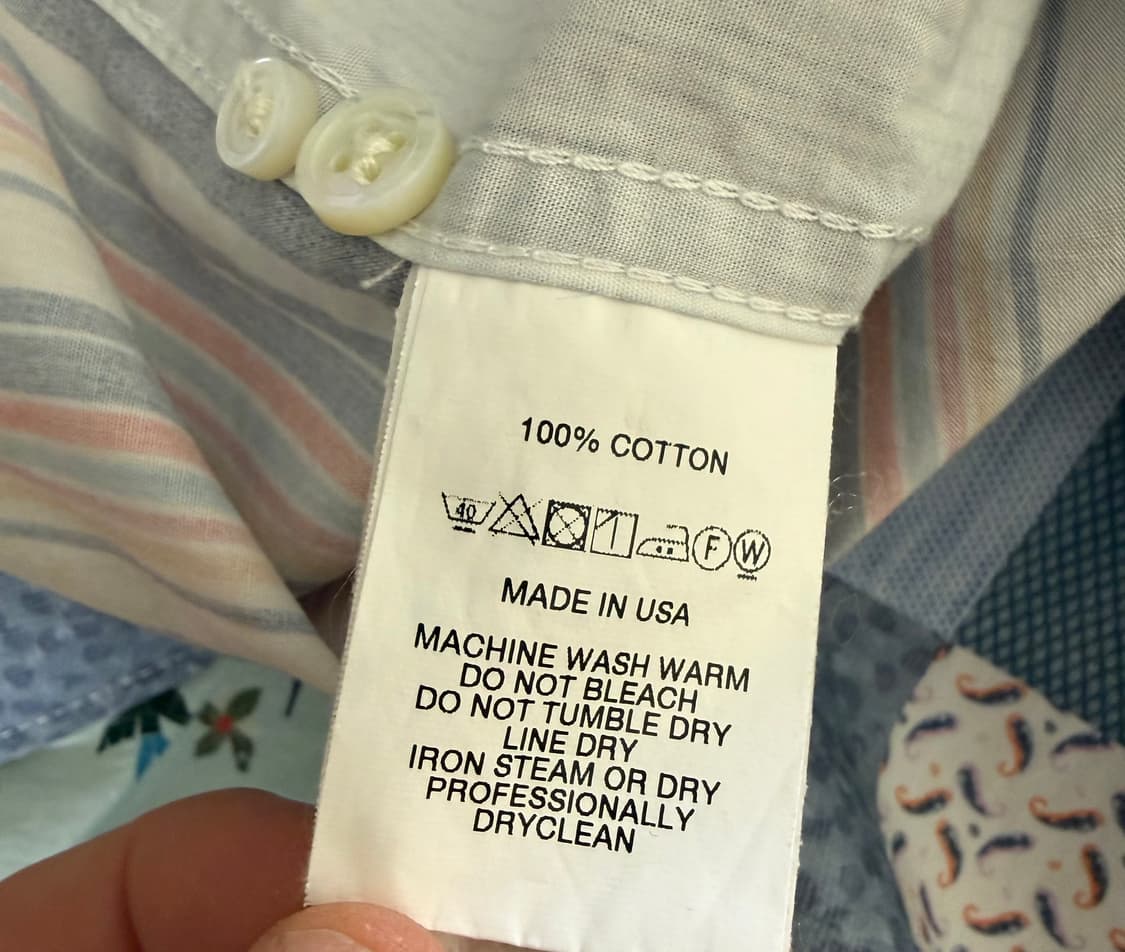 100% COTTON
40 F W
MADE IN USA
MACHINE WASH WARM
DO NOT BLEACH
DO NOT TUMBLE DRY
LINE DRY
IRON STEAM OR DRY
PROFESSIONALLY
DRYCLEAN